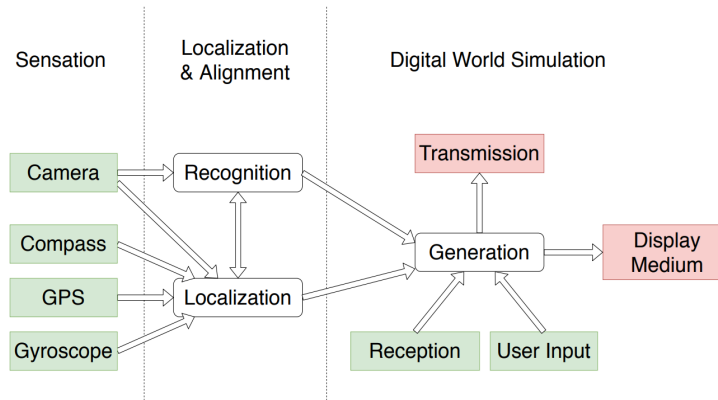 Sensation
Localization
& Alignment
Digital World Simulation
Camera
Compass
GPS
Gyroscope
Recognition
Localization
Transmission
Generation
Display
Medium
Reception
User Input